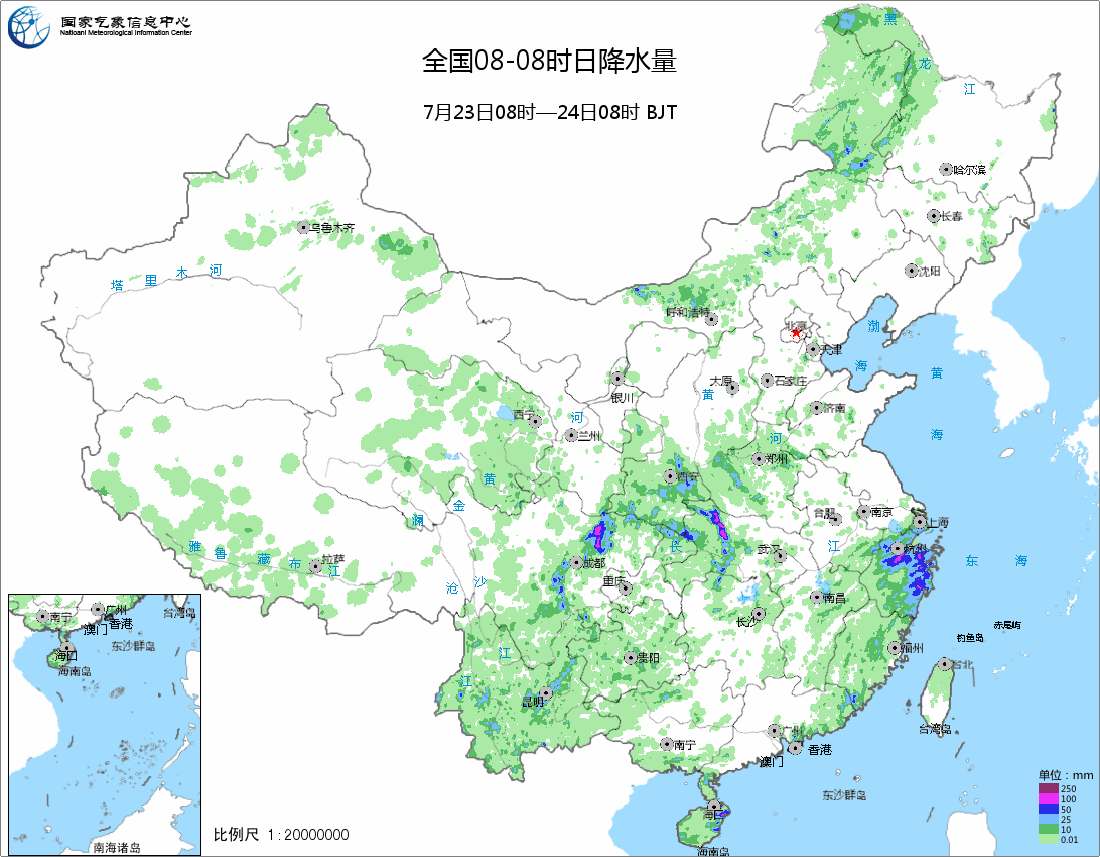 国家气象信息中心
Naitioanl Meteorological Information Center
全国08-08时日降水量
7月23日08时—24日08时 BJT
黑
龙
江
哈尔滨
长春
乌鲁木齐
沈阳
塔 里 木 河
呼和浩特
北京
渤
天津
海
黄
太原
石家庄
银川
黄
济南
西宁
河
兰州
河
海
郑州
西安
黄
金
合肥
南京
澜
上海
雅 鲁 藏 布 江
拉萨
长
武汉
江
杭州
东 海
成都
沧
沙
重庆
南昌
长沙
赤尾屿
钓鱼岛
江
贵阳
福州
台北
江
昆明
台湾岛
南宁
广州
香港
澳门
东沙群岛
海口
海南岛
南宁
广州
台湾岛
澳门
香港
东沙群岛
海口
海南岛
南海诸岛
比例尺 1:20000000
单位：mm
250
100
50
25
10
0.01